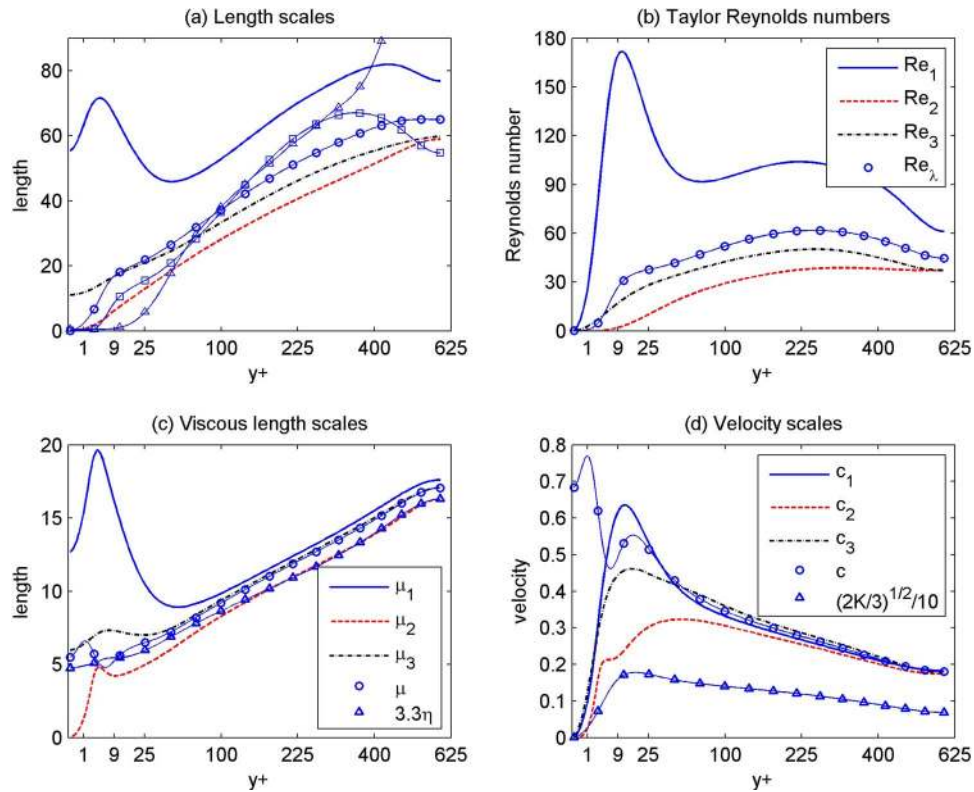 (a) Length scales
80
60
40
20
0
length
1 9 25 100 225 400 625
y+
(b) Taylor Reynolds numbers
180
150
120
90
60
30
0
Reynolds number
Re1
Re2
Re3
Reλ
1 9 25 100 225 400 625
y+
(c) Viscous length scales
20
15
10
5
0
length
μ1
μ2
μ3
μ
3.3η
1 9 25 100 225 400 625
y+
(d) Velocity scales
0.8
0.7
0.6
0.5
0.4
0.3
0.2
0.1
0
velocity
c1
c2
c3
c
(2K/3)^1/2/10
1 9 25 100 225 400 625
y+